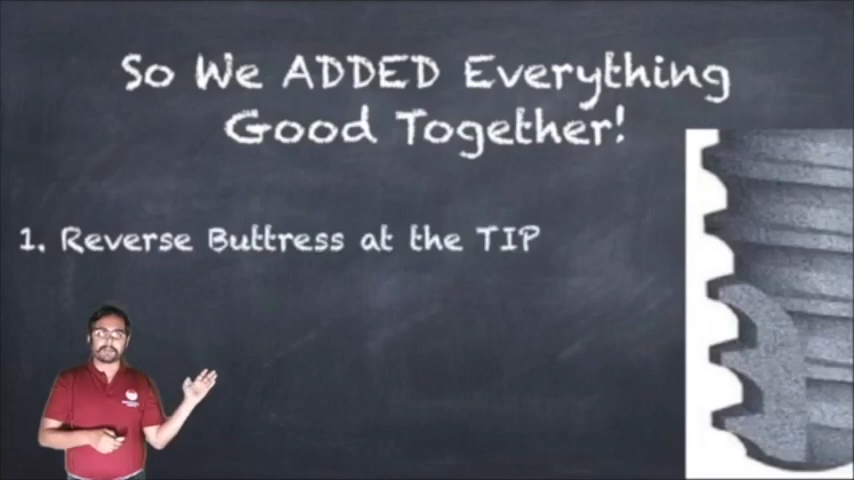 So We ADDED Everything
Good Together!
1. Reverse Buttress at the TIP